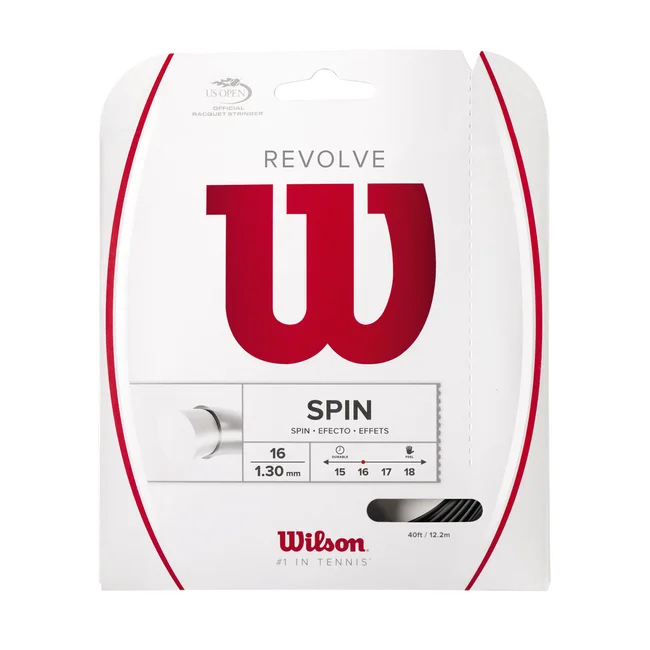 US OPEN
OFFICIAL
RACQUET STRINGER
REVOLVE
W
SPIN
SPIN • EFECTO • EFFETS
16
1.30 mm
DURABLE FEEL
15 16 17 18
Wilson®
40ft / 12.2m
#1 IN TENNIS